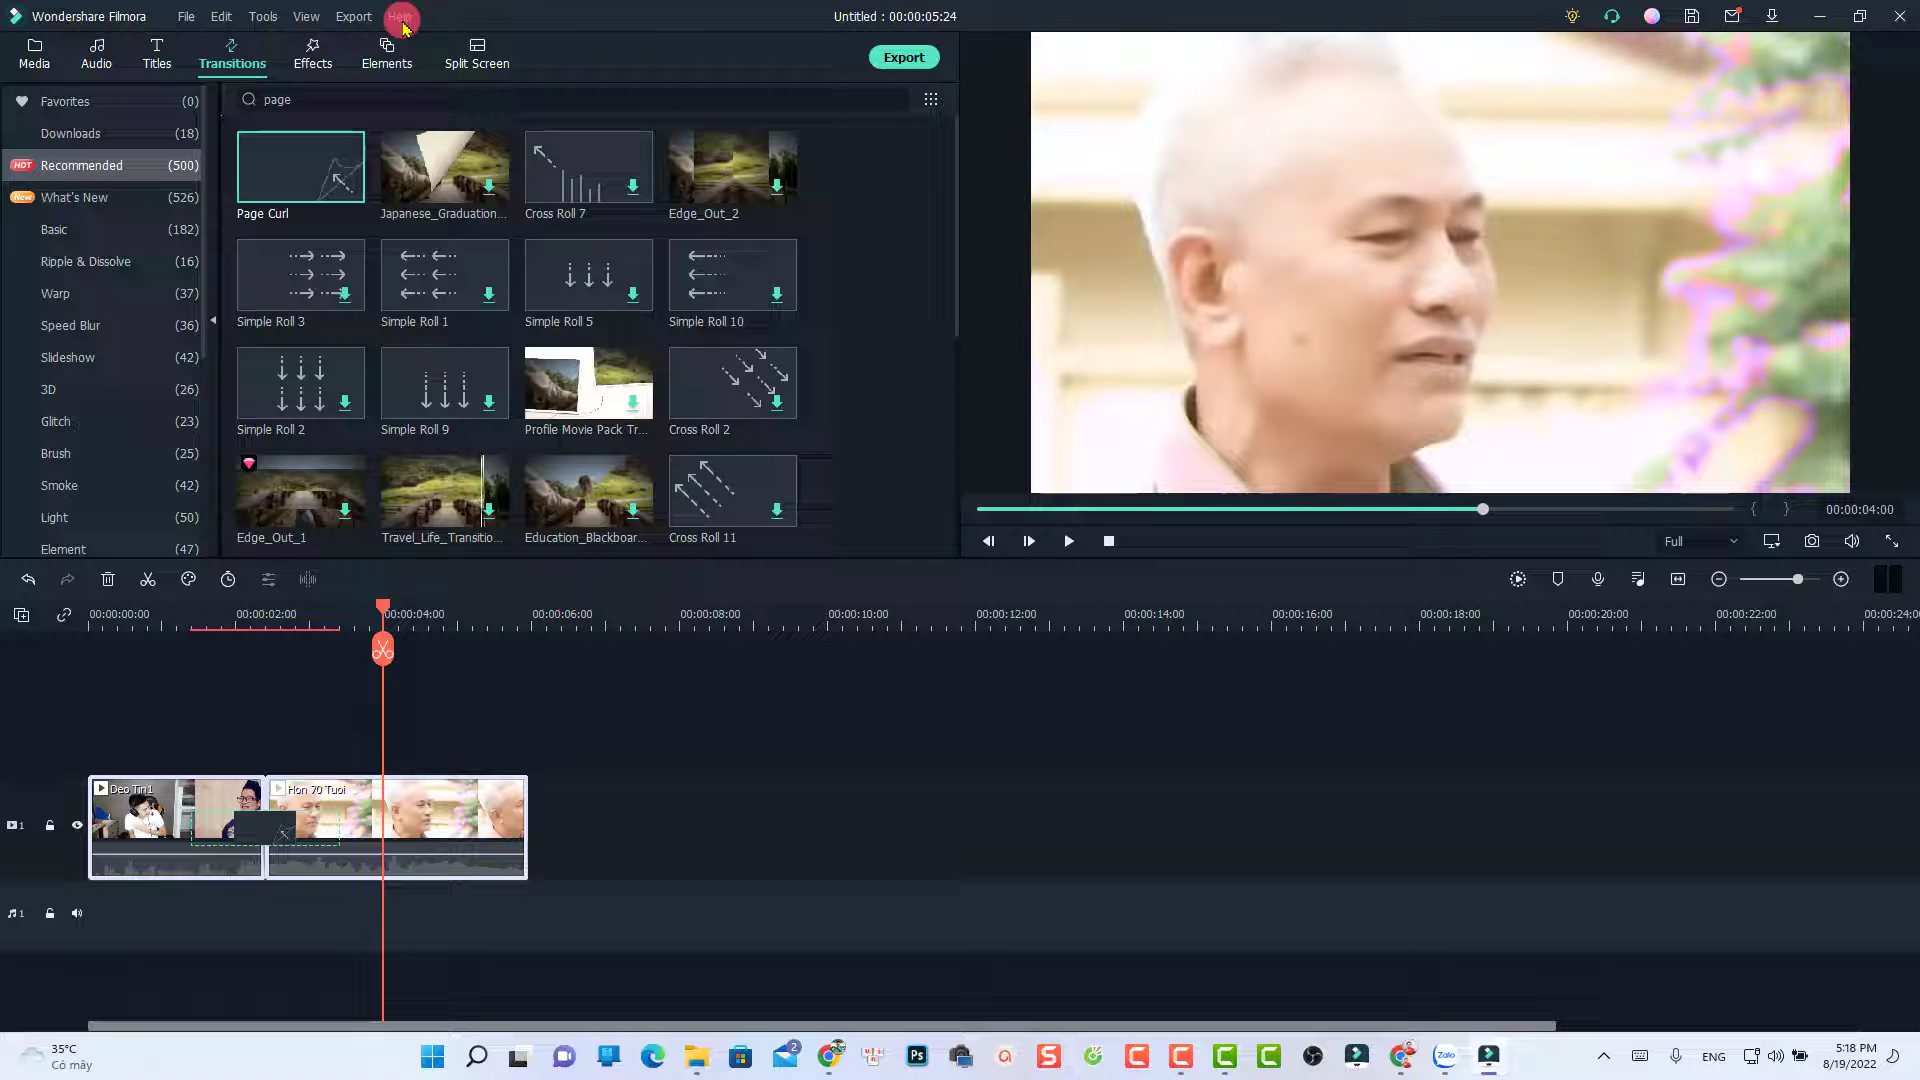 Wondershare Filmora File Edit Tools View Export Help Untitled : 00:00:05:24
Media Audio Titles Transitions Effects Elements Split Screen Export
Favorites (0)
Downloads (18)
HOT Recommended (500)
New What's New (526)
Basic (182)
Ripple & Dissolve (16)
Warp (37)
Speed Blur (36)
Slideshow (42)
3D (26)
Glitch (23)
Brush (25)
Smoke (42)
Light (50)
Element (47)
page
Page Curl Japanese_Graduation... Cross Roll 7 Edge_Out_2
Simple Roll 3 Simple Roll 1 Simple Roll 5 Simple Roll 10
Simple Roll 2 Simple Roll 9 Profile Movie Pack Tr... Cross Roll 2
Edge_Out_1 Travel_Life_Transitio... Education_Blackboar... Cross Roll 11
{ } 00:00:04:00
Full
00:00:00:00 00:00:02:00 00:00:04:00 00:00:06:00 00:00:08:00 00:00:10:00 00:00:12:00 00:00:14:00 00:00:16:00 00:00:18:00 00:00:20:00 00:00:22:00 00:00:24:00
Deo Tin1 Hon 70 Tuoi
1
1
35°C
Có mây
2
Ps
S
C
C
C
C
Zalo
ENG
5:18 PM
8/19/2022